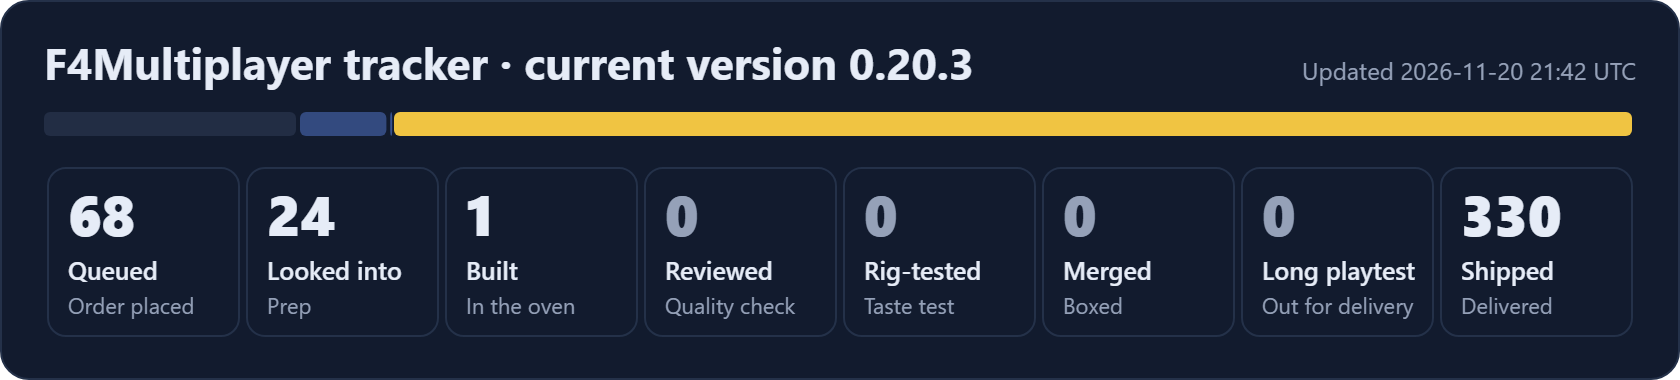 F4Multiplayer tracker · current version 0.20.3
Updated 2026-11-20 21:42 UTC
68
Queued
Order placed
24
Looked into
Prep
1
Built
In the oven
0
Reviewed
Quality check
0
Rig-tested
Taste test
0
Merged
Boxed
0
Long playtest
Out for delivery
330
Shipped
Delivered